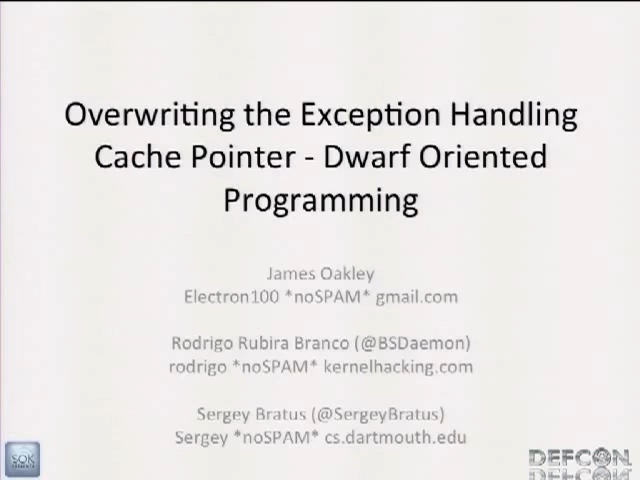 Overwriting the Exception Handling
Cache Pointer - Dwarf Oriented
Programming
James Oakley
Electron100 *noSPAM* gmail.com
Rodrigo Rubira Branco (@BSDaemon)
rodrigo *noSPAM* kernelhacking.com
Sergey Bratus (@SergeyBratus)
Sergey *noSPAM* cs.dartmouth.edu
SOK
DEFCON